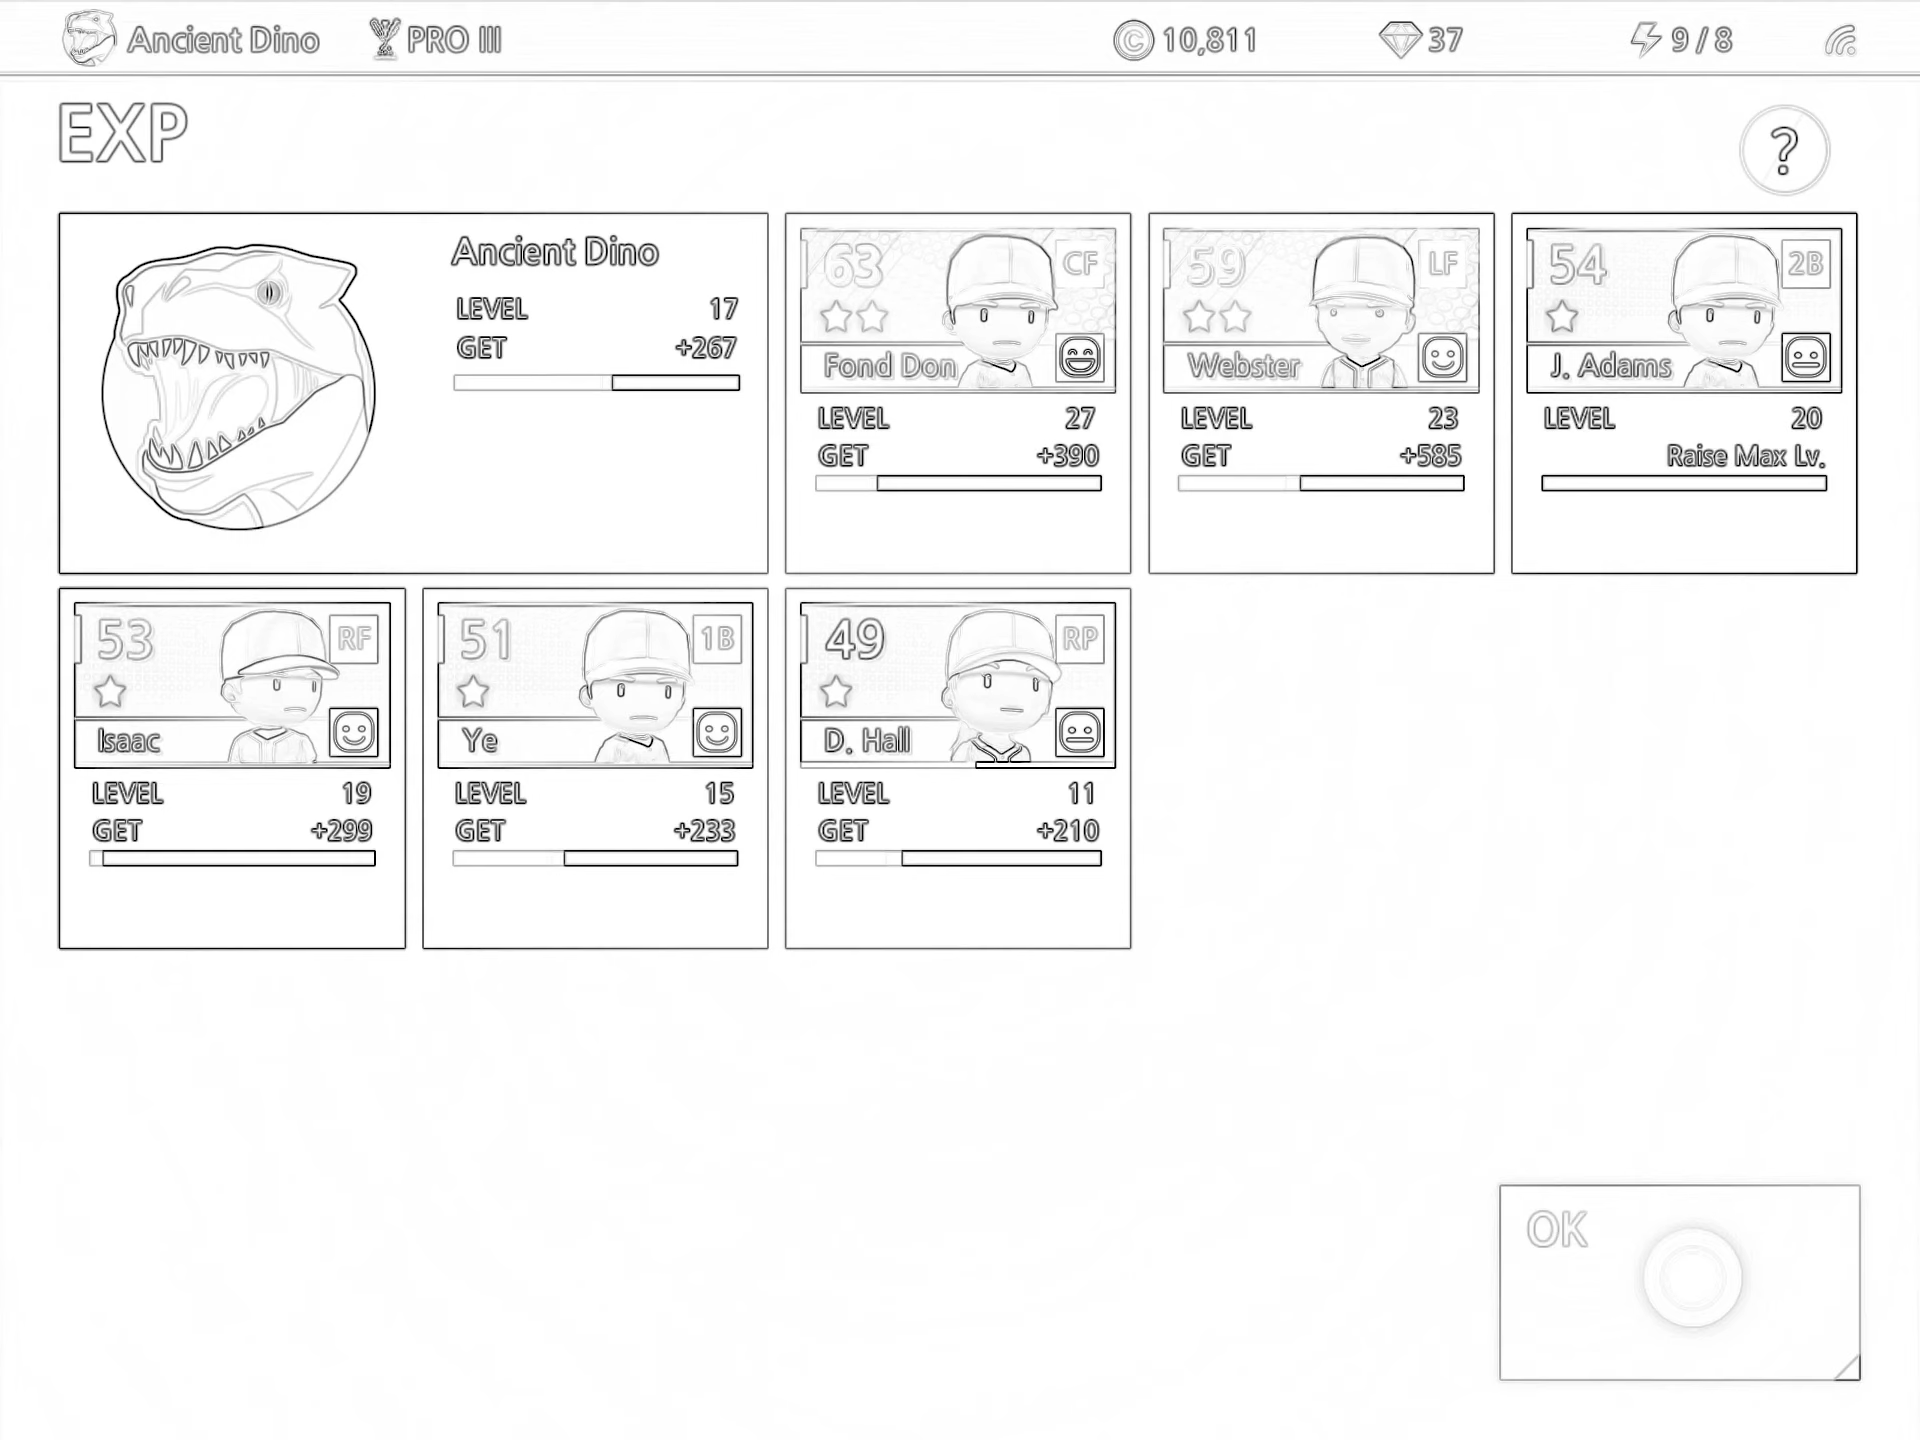 Ancient Dino PRO III 10,811 37 9 / 8
EXP
?
Ancient Dino
LEVEL 17
GET +267
63 CF
Fond Don
LEVEL 27
GET +390
59 LF
Webster
LEVEL 23
GET +585
54 2B
J. Adams
LEVEL 20
Raise Max Lv.
53 RF
Isaac
LEVEL 19
GET +299
51 1B
Ye
LEVEL 15
GET +233
49 RP
D. Hall
LEVEL 11
GET +210
OK